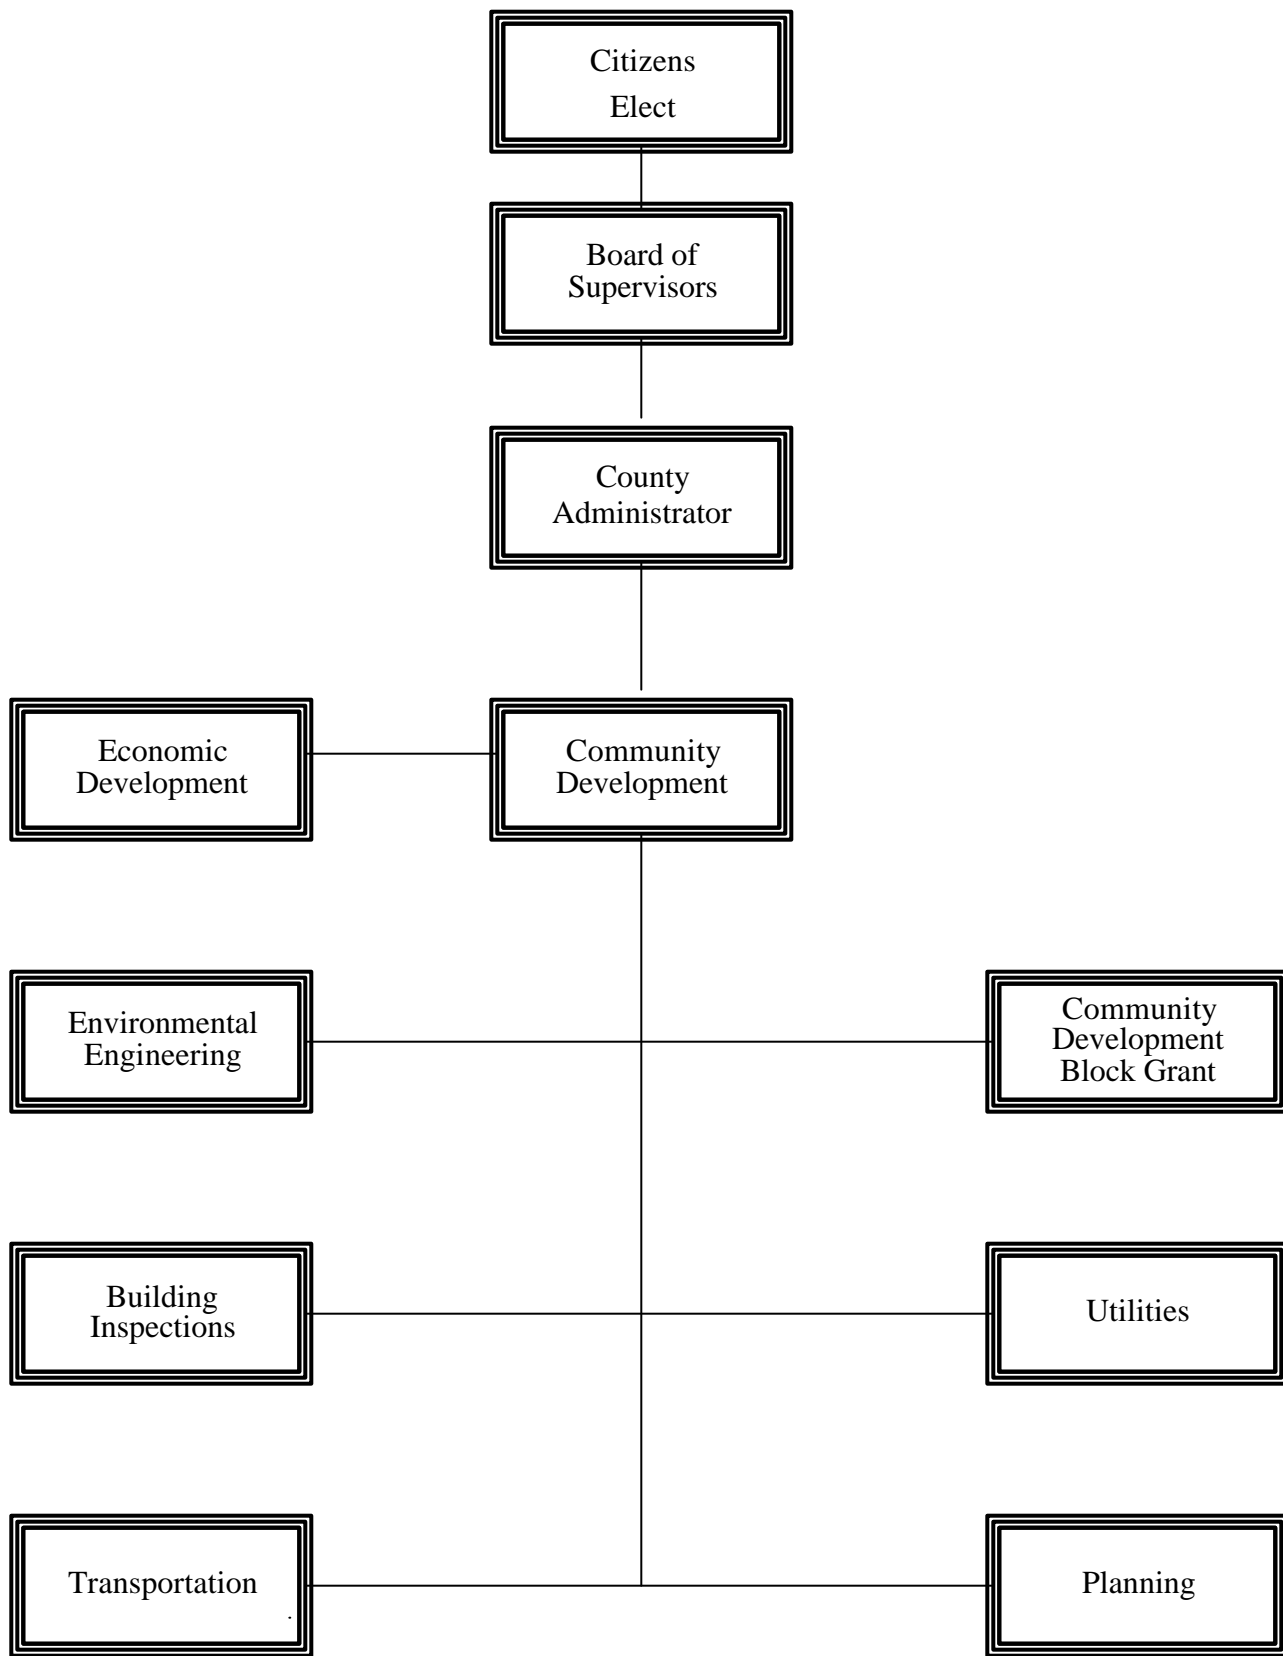 Citizens
Elect
Board of
Supervisors
County
Administrator
Economic
Development
Community
Development
Environmental
Engineering
Community
Development
Block Grant
Building
Inspections
Utilities
Transportation
.
Planning